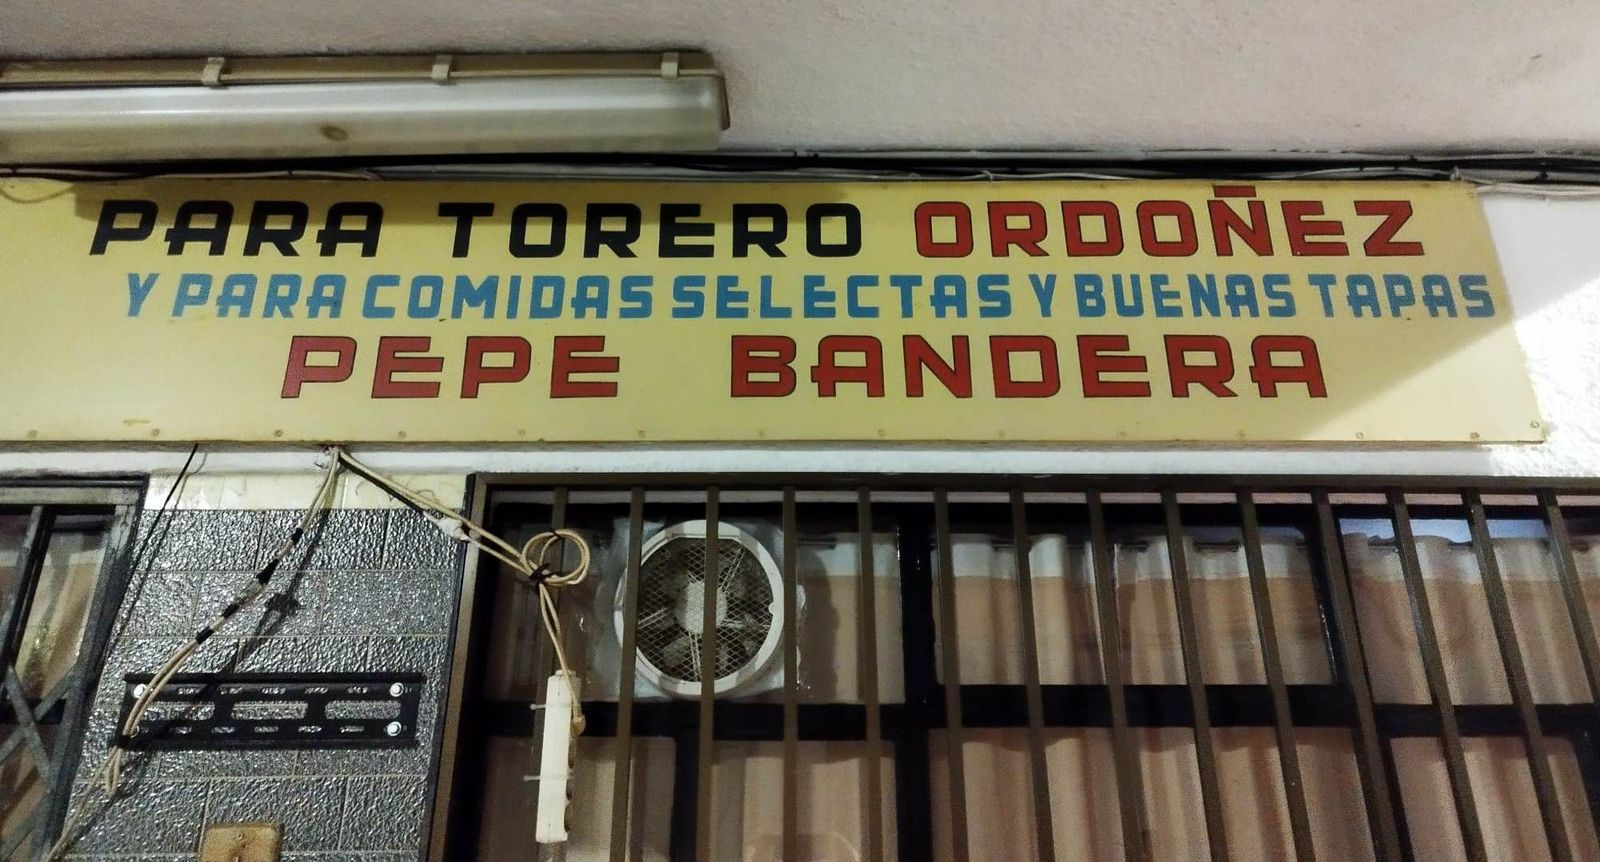 PARA TORERO ORDOÑEZ
Y PARA COMIDAS SELECTAS Y BUENAS TAPAS
PEPE BANDERA